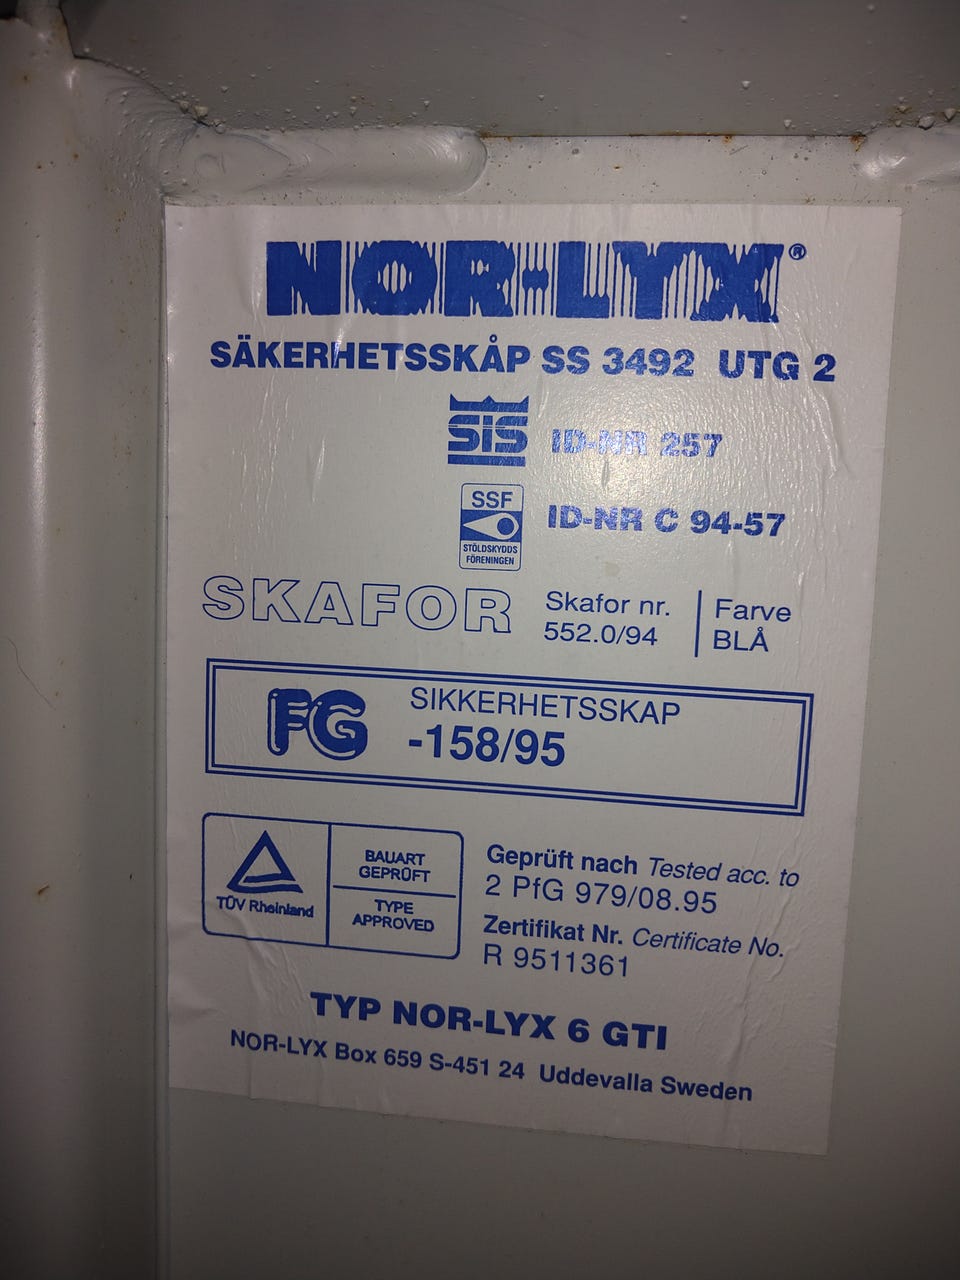 NOR-LYX®
SÄKERHETSSKÅP SS 3492 UTG 2
SIS ID-NR 257
SSF
STÖLDSKYDDS
FÖRENINGEN
ID-NR C 94-57
SKAFOR
Skafor nr.
552.0/94
Farve
BLÅ
FG
SIKKERHETSSKAP
-158/95
TÜV Rheinland
BAUART
GEPRÜFT
TYPE
APPROVED
Geprüft nach Tested acc. to
2 PfG 979/08.95
Zertifikat Nr. Certificate No.
R 9511361
TYP NOR-LYX 6 GTI
NOR-LYX Box 659 S-451 24 Uddevalla Sweden